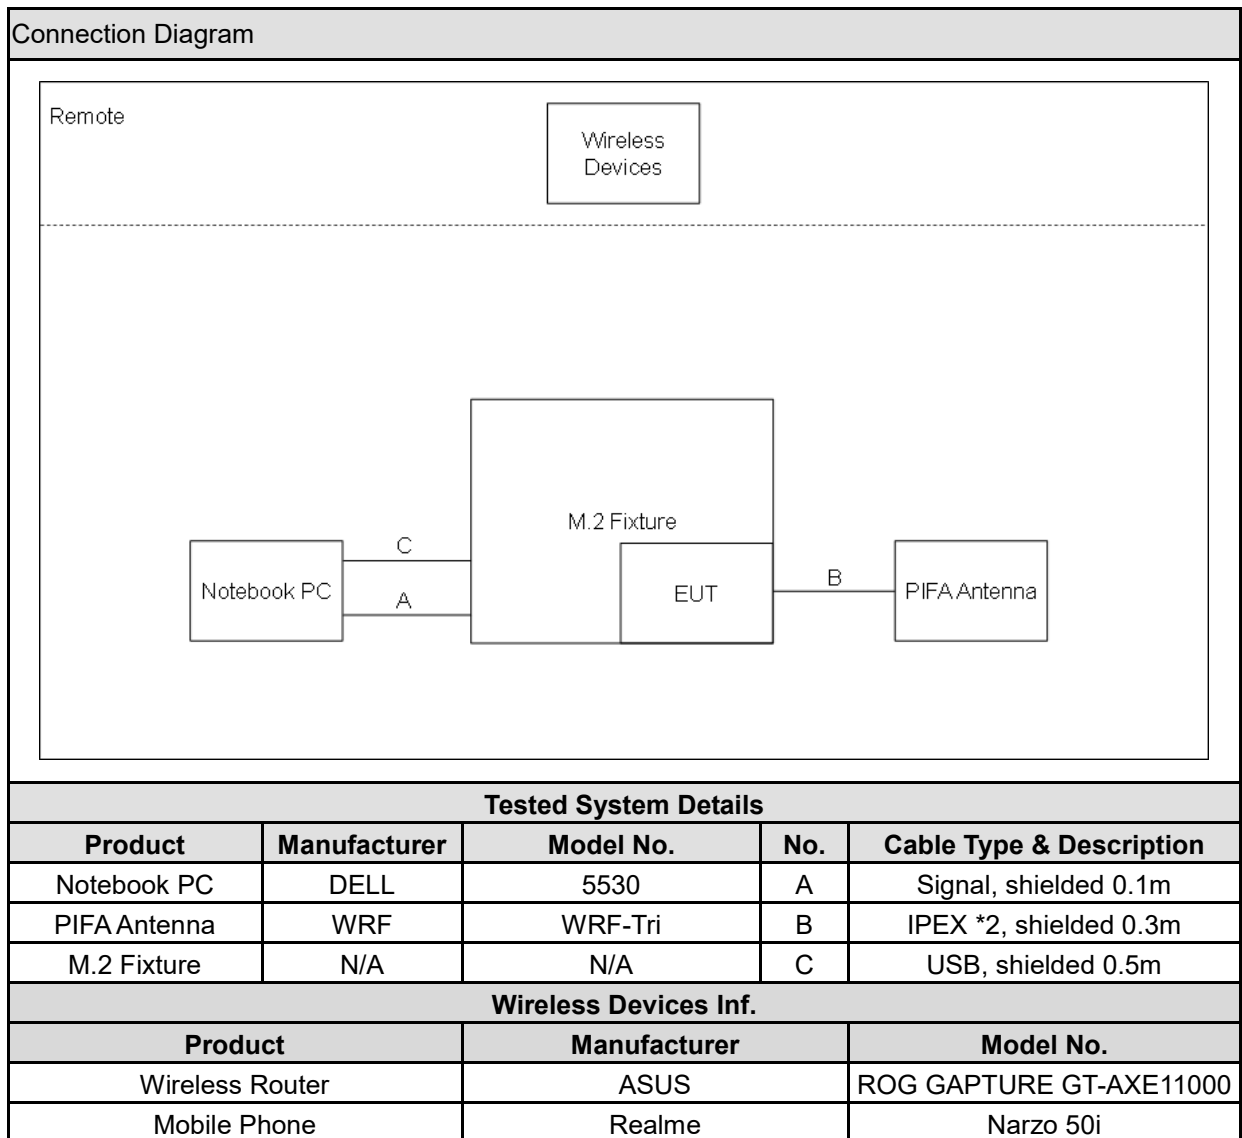 Connection Diagram
Remote
Wireless
Devices
M.2 Fixture
C
Notebook PC
A
EUT
B
PIFA Antenna
Tested System Details
Product Manufacturer Model No. No. Cable Type & Description
Notebook PC DELL 5530 A Signal, shielded 0.1m
PIFA Antenna WRF WRF-Tri B IPEX *2, shielded 0.3m
M.2 Fixture N/A N/A C USB, shielded 0.5m
Wireless Devices Inf.
Product Manufacturer Model No.
Wireless Router ASUS ROG GAPTURE GT-AXE11000
Mobile Phone Realme Narzo 50i